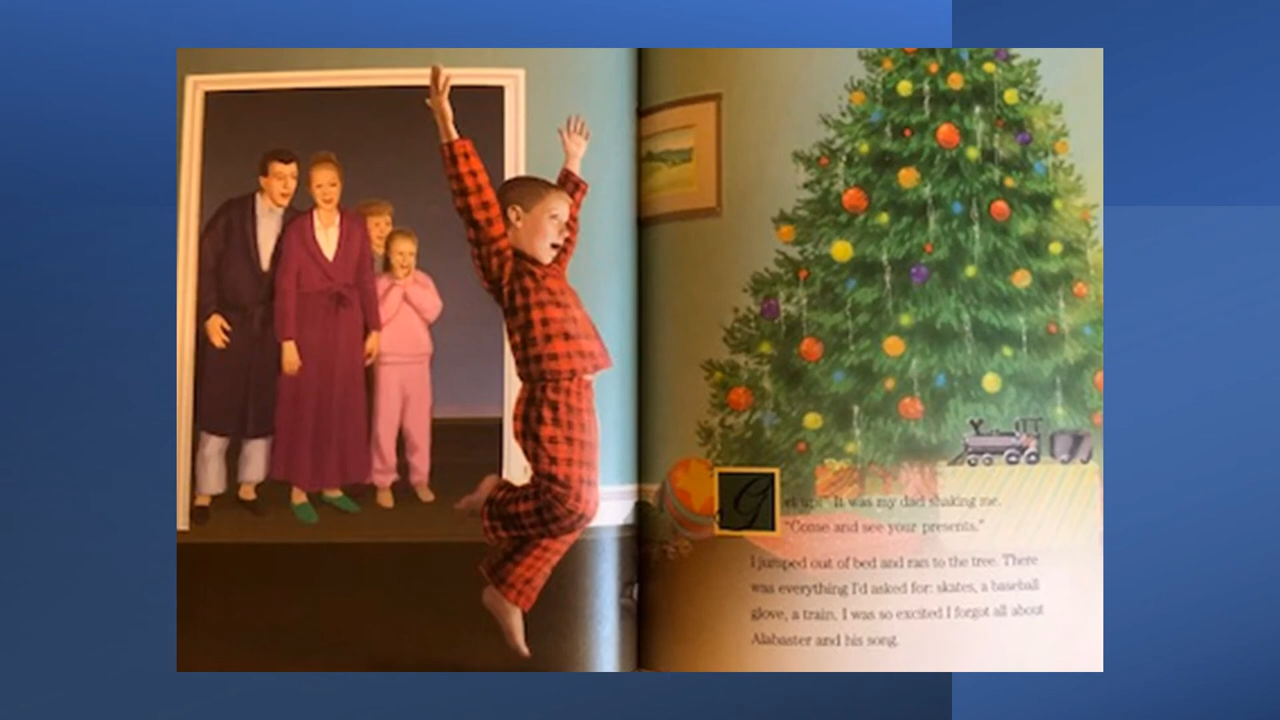 Get up!" It was my dad shaking me.
"Come and see your presents."
I jumped out of bed and ran to the tree. There
was everything I'd asked for: skates, a baseball
glove, a train. I was so excited I forgot all about
Alabaster and his song.